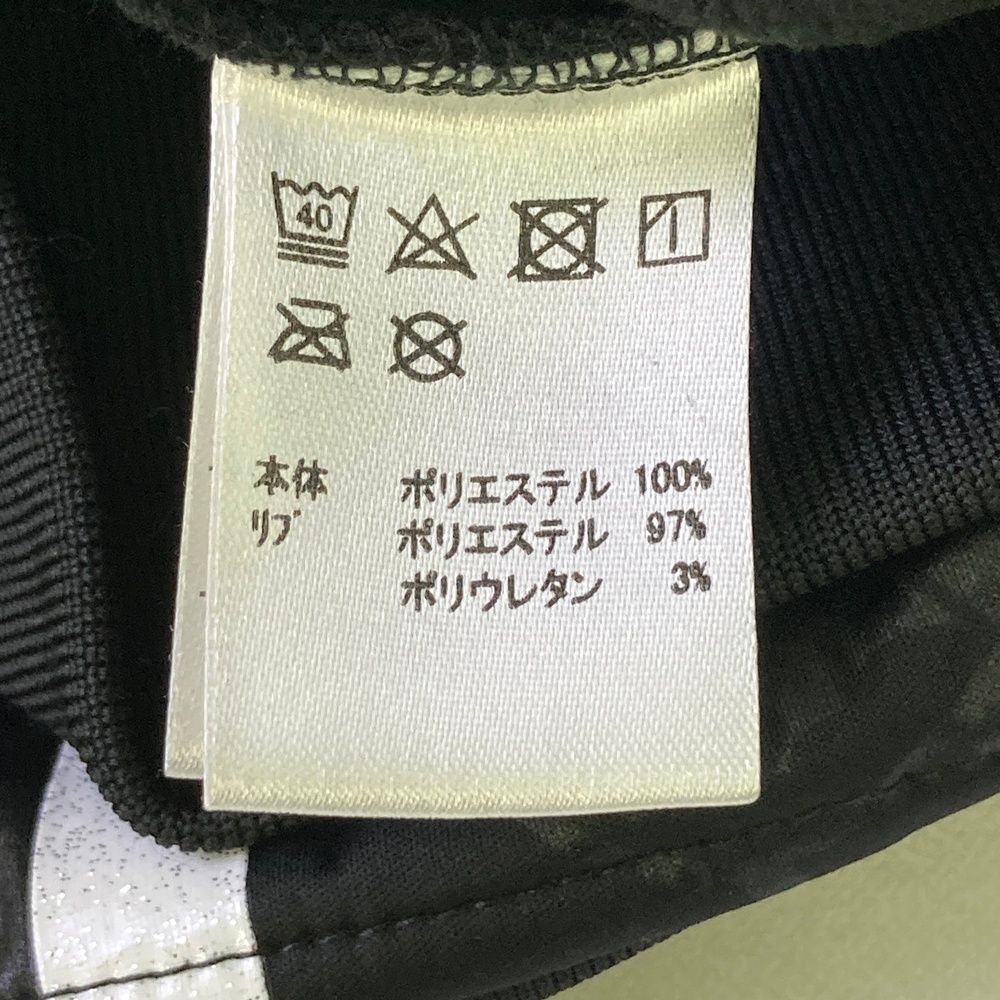 40
本体 ポリエステル 100%
リブ ポリエステル 97%
ポリウレタン 3%